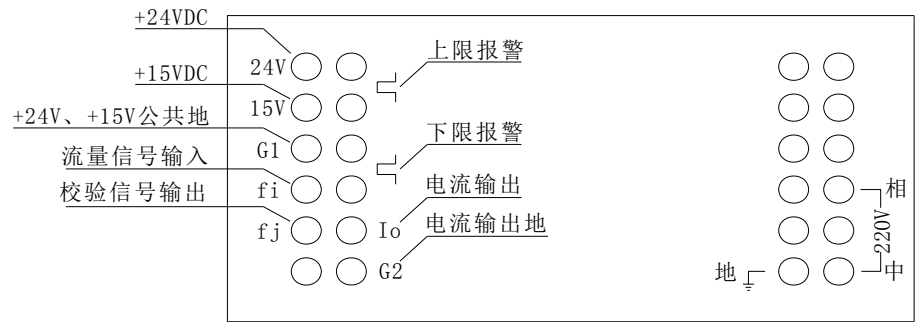 +24VDC
24V
上限报警
+15VDC
15V
+24V、+15V公共地
G1
下限报警
流量信号输入
fi
电流输出
相
校验信号输出
fj
Io
电流输出地
220V
G2
地
中